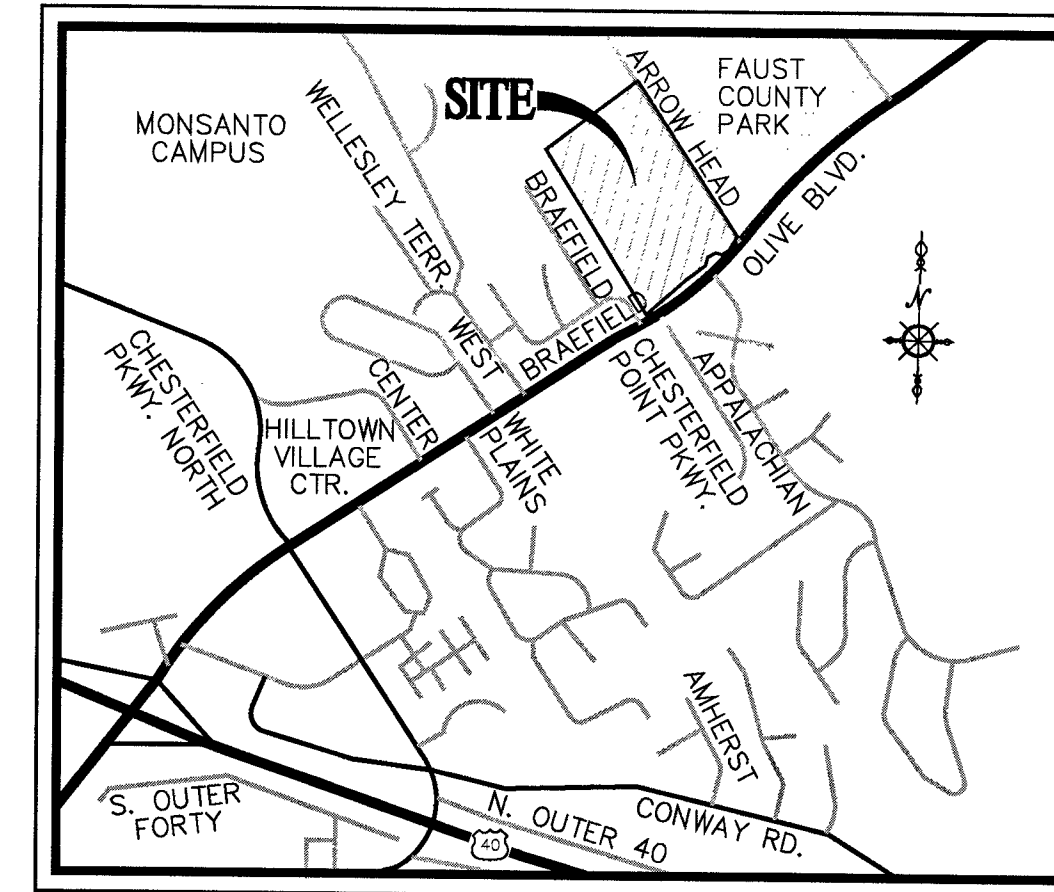 MONSANTO
CAMPUS
SITE
WELLESLEY TERR.
ARROW HEAD
FAUST
COUNTY
PARK
BRAEFIELD
OLIVE BLVD.
N
BRAEFIELD
WEST
CENTER
CHESTERFIELD
PKWY. NORTH
HILLTOWN
VILLAGE
CTR.
WHITE
PLAINS
CHESTERFIELD
POINT PKWY.
APPALACHIAN
AMHERST
S. OUTER
FORTY
N. OUTER 40
40
CONWAY RD.